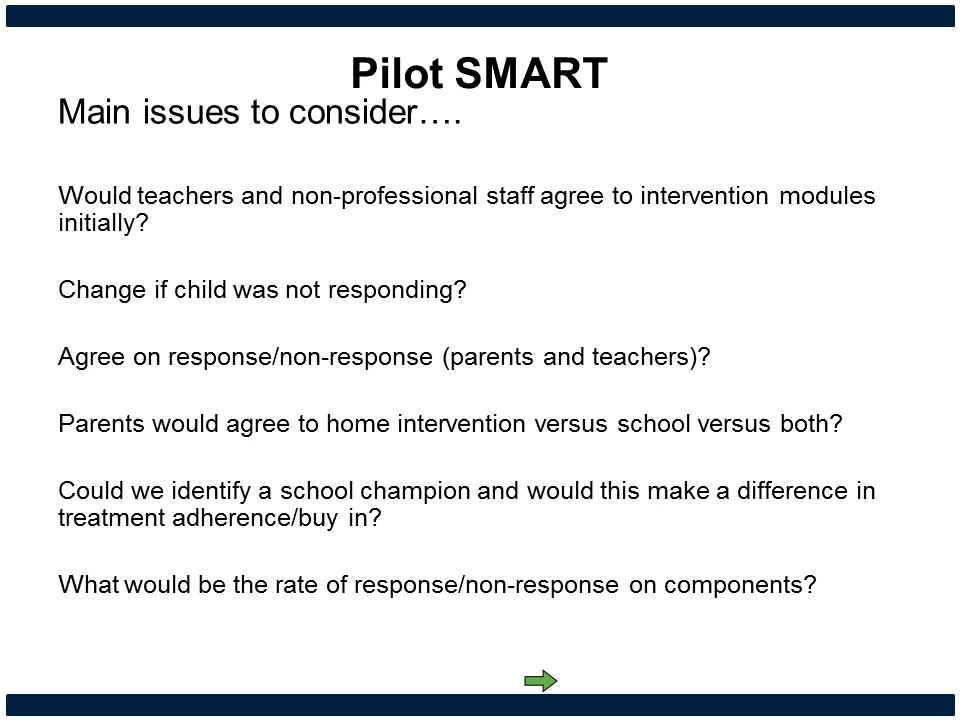 Pilot SMART
Main issues to consider….
Would teachers and non-professional staff agree to intervention modules
initially?
Change if child was not responding?
Agree on response/non-response (parents and teachers)?
Parents would agree to home intervention versus school versus both?
Could we identify a school champion and would this make a difference in
treatment adherence/buy in?
What would be the rate of response/non-response on components?